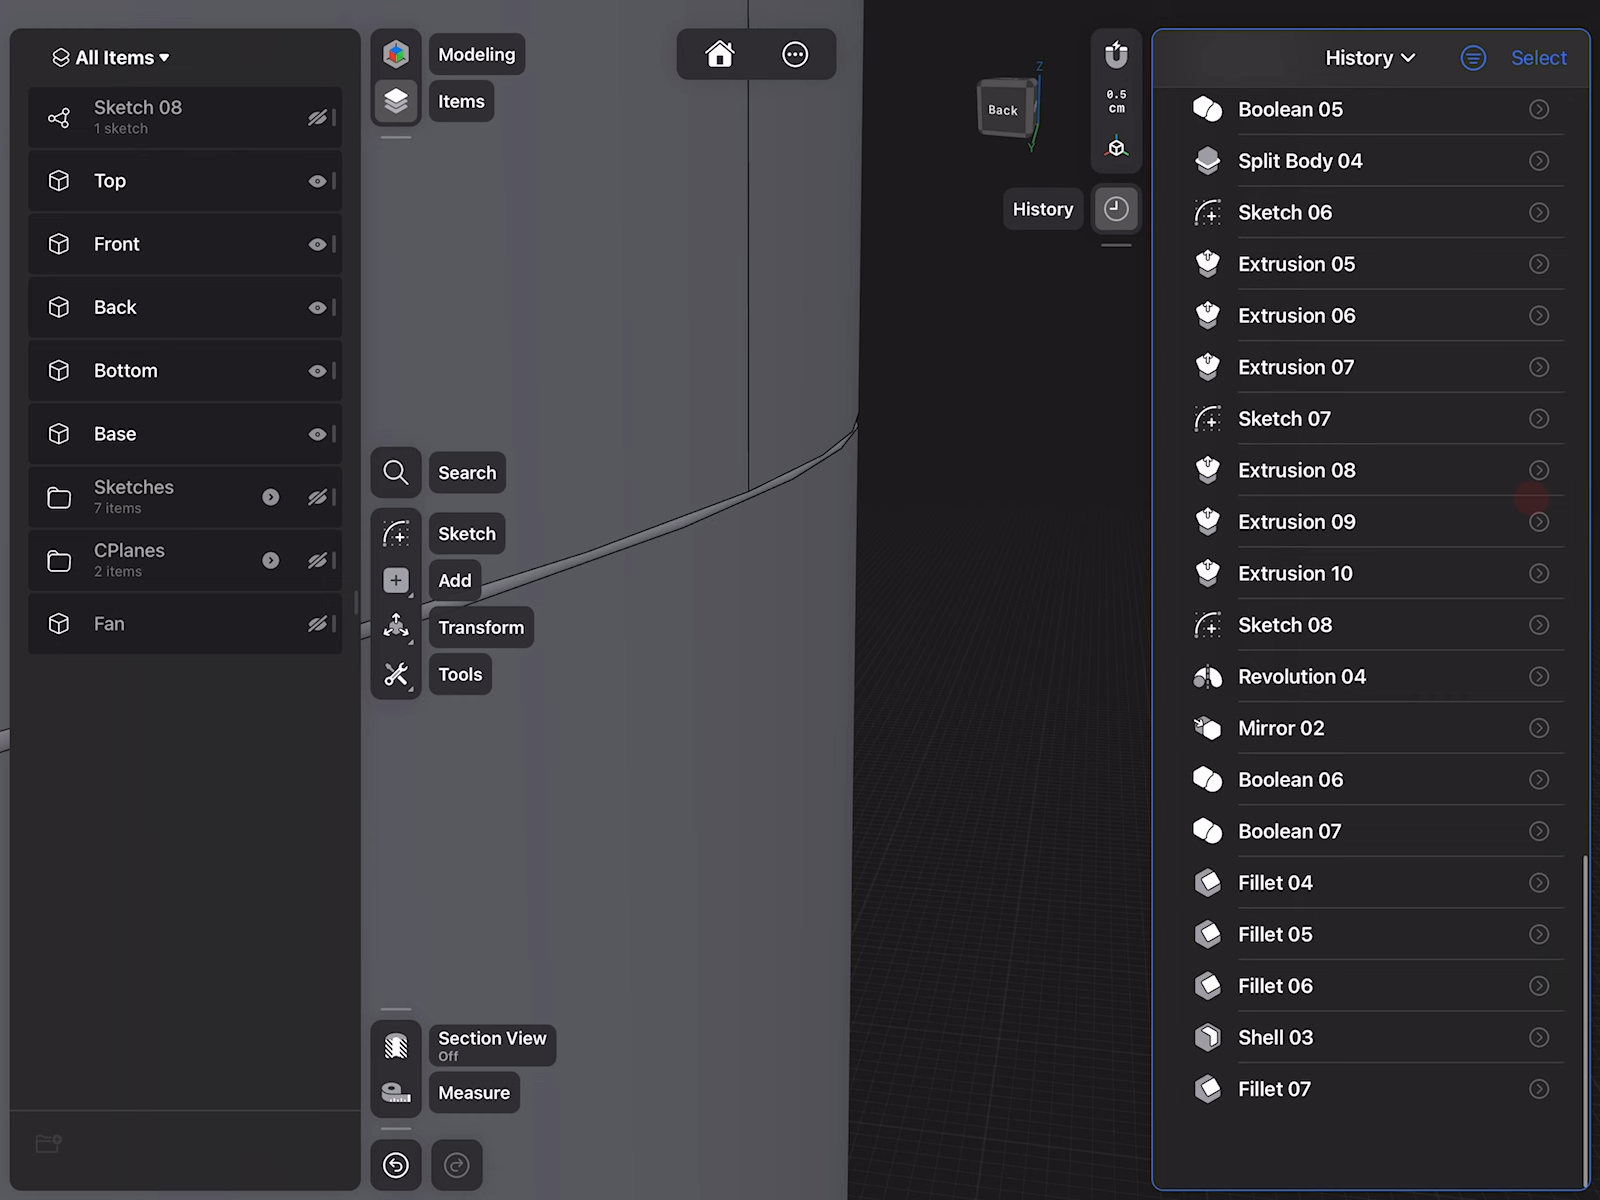 All Items
Sketch 08
1 sketch
Top
Front
Back
Bottom
Base
Sketches
7 items
CPlanes
2 items
Fan
Modeling
Items
Search
Sketch
Add
Transform
Tools
Section View
Off
Measure
Z
Back
Y
0.5
cm
History
History
Select
Boolean 05
Split Body 04
Sketch 06
Extrusion 05
Extrusion 06
Extrusion 07
Sketch 07
Extrusion 08
Extrusion 09
Extrusion 10
Sketch 08
Revolution 04
Mirror 02
Boolean 06
Boolean 07
Fillet 04
Fillet 05
Fillet 06
Shell 03
Fillet 07